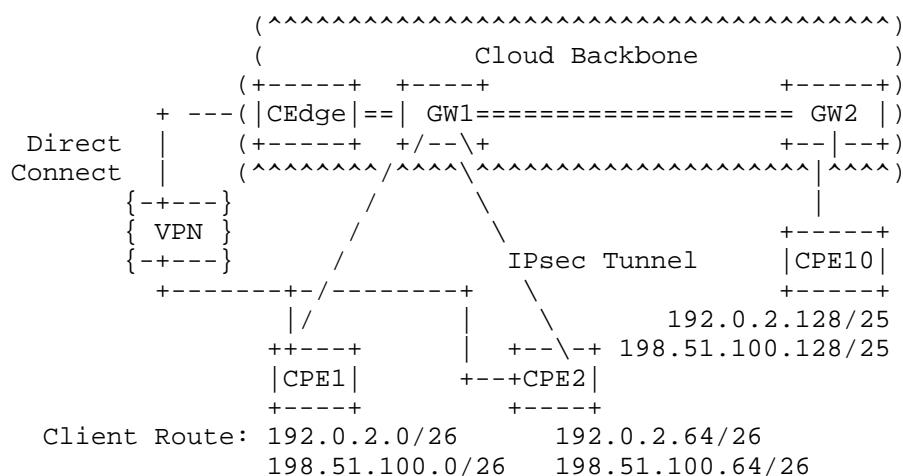 (^^^^^^^^^^^^^^^^^^^^^^^^^^^^^^^^^^^^^^^)
(             Cloud Backbone            )
(+-----+  +----+                  +-----+)
+ ---(|CEdge|==| GW1==================== GW2 |)
Direct  |    (+-----+  +/--\+                  +--|--+)
Connect  |    (^^^^^^^^/^^^^\^^^^^^^^^^^^^^^^^^^^^|^^^^)
{-+---}         /      \                    |
{ VPN }        /        \                 +-----+
{-+---}       /          IPsec Tunnel     |CPE10|
+-------+-/---------+   \               +-----+
|/          |    \       192.0.2.128/25
++---+       |  +--\-+ 198.51.100.128/25
|CPE1|      +--+CPE2|
+----+         +----+
Client Route: 192.0.2.0/26      192.0.2.64/26
198.51.100.0/26   198.51.100.64/26